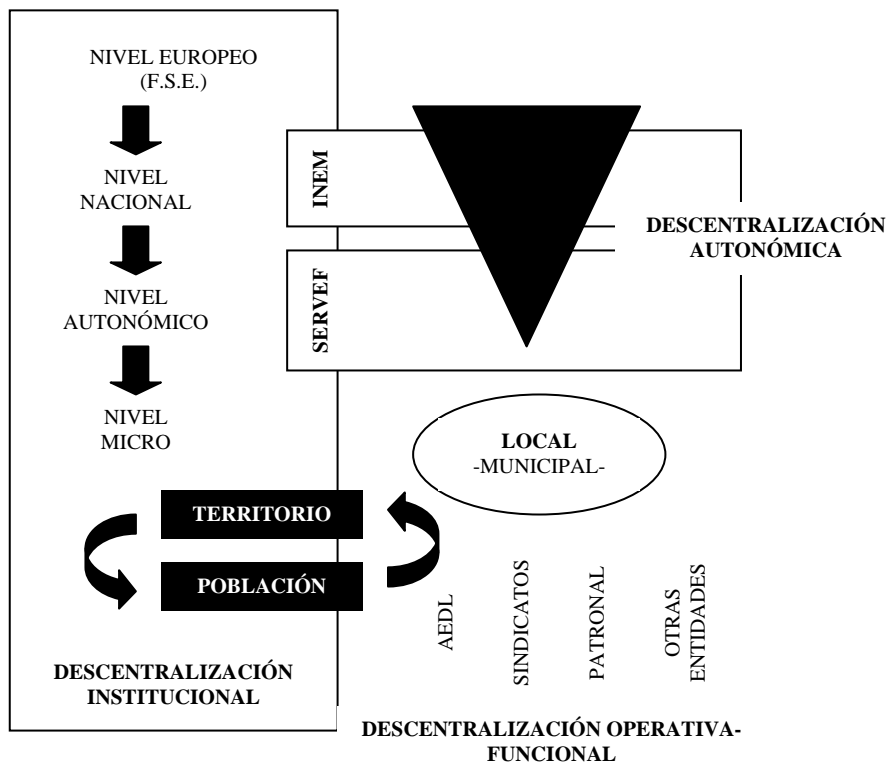 NIVEL EUROPEO
(F.S.E.)
NIVEL
NACIONAL
NIVEL
AUTONÓMICO
NIVEL
MICRO
INEM
SERVEF
DESCENTRALIZACIÓN
AUTONÓMICA
LOCAL
-MUNICIPAL-
TERRITORIO
POBLACIÓN
AEDL
SINDICATOS
PATRONAL
OTRAS
ENTIDADES
DESCENTRALIZACIÓN
INSTITUCIONAL
DESCENTRALIZACIÓN OPERATIVA-
FUNCIONAL